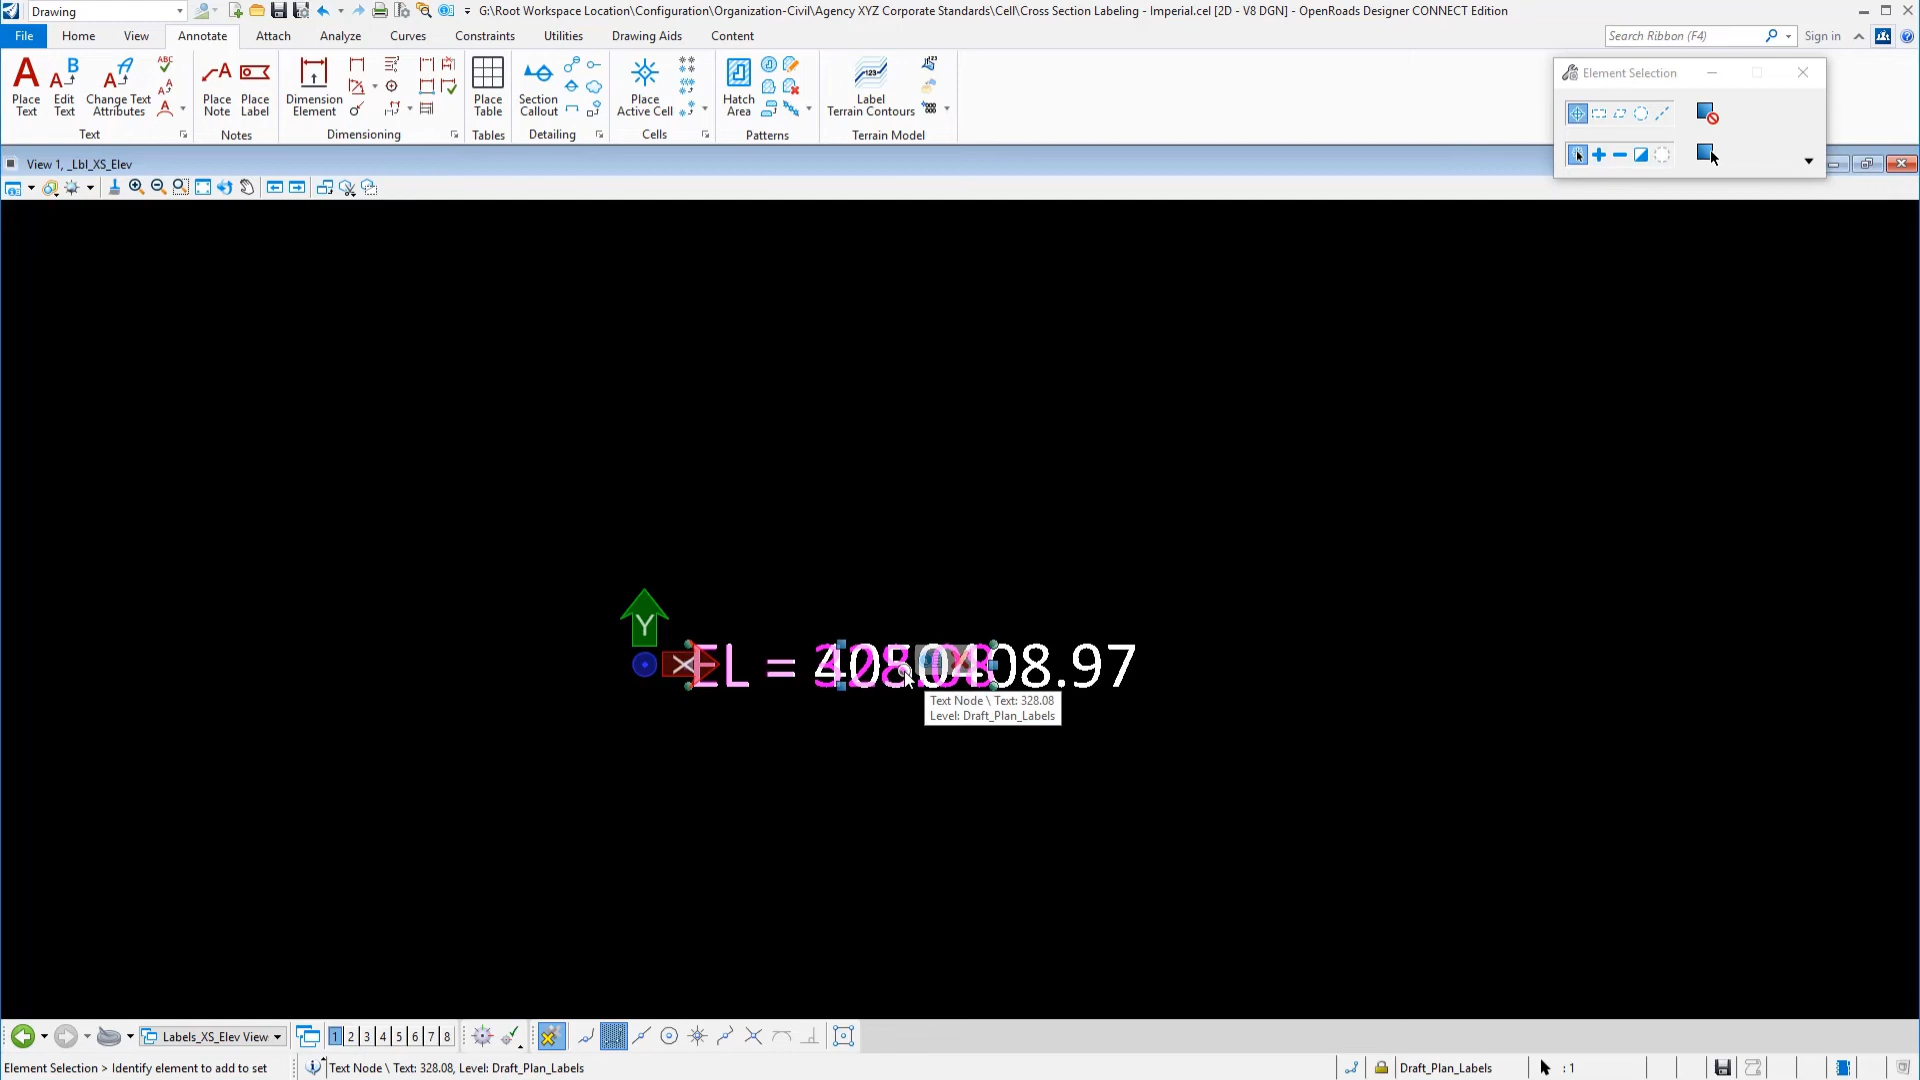 Drawing
G:\Root Workspace Location\Configuration\Organization-Civil\Agency XYZ Corporate Standards\Cell\Cross Section Labeling - Imperial.cel [2D - V8 DGN] - OpenRoads Designer CONNECT Edition
File Home View Annotate Attach Analyze Curves Constraints Utilities Drawing Aids Content
Search Ribbon (F4) Sign in
Place Text
Edit Text
Change Text Attributes
ABC
Place Note
Place Label
Dimension Element
Place Table
Section Callout
Place Active Cell
Hatch Area
Label Terrain Contours
Text Notes Dimensioning Tables Detailing Cells Patterns Terrain Model
Element Selection
View 1, _Lbl_XS_Elev
Y
X
EL = 328.08
08.97
Text Node \ Text: 328.08
Level: Draft_Plan_Labels
Labels_XS_Elev View 1 2 3 4 5 6 7 8
Element Selection > Identify element to add to set
Text Node \ Text: 328.08, Level: Draft_Plan_Labels
Draft_Plan_Labels
: 1